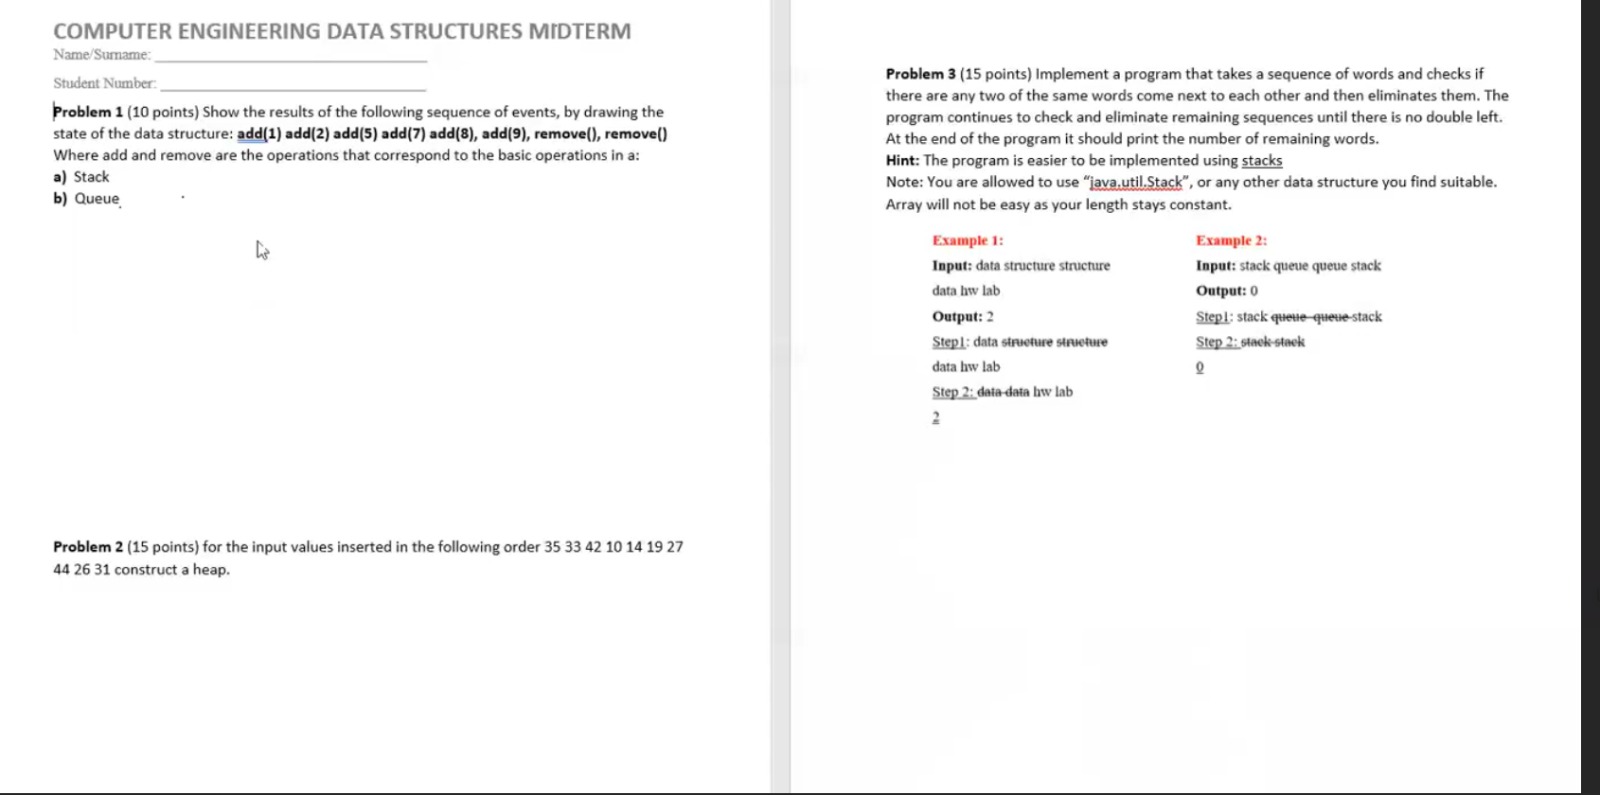 COMPUTER ENGINEERING DATA STRUCTURES MIDTERM
Name/Surname: ____________________
Student Number: ____________________
Problem 1 (10 points) Show the results of the following sequence of events, by drawing the
state of the data structure: add(1) add(2) add(5) add(7) add(8), add(9), remove(), remove()
Where add and remove are the operations that correspond to the basic operations in a:
a) Stack
b) Queue
Problem 2 (15 points) for the input values inserted in the following order 35 33 42 10 14 19 27
44 26 31 construct a heap.
Problem 3 (15 points) Implement a program that takes a sequence of words and checks if
there are any two of the same words come next to each other and then eliminates them. The
program continues to check and eliminate remaining sequences until there is no double left.
At the end of the program it should print the number of remaining words.
Hint: The program is easier to be implemented using stacks
Note: You are allowed to use “java.util.Stack”, or any other data structure you find suitable.
Array will not be easy as your length stays constant.
Example 1:
Input: data structure structure
data hw lab
Output: 2
Step1: data structure structure
data hw lab
Step 2: data data hw lab
2
Example 2:
Input: stack queue queue stack
Output: 0
Step1: stack queue queue stack
Step 2: stack stack
0